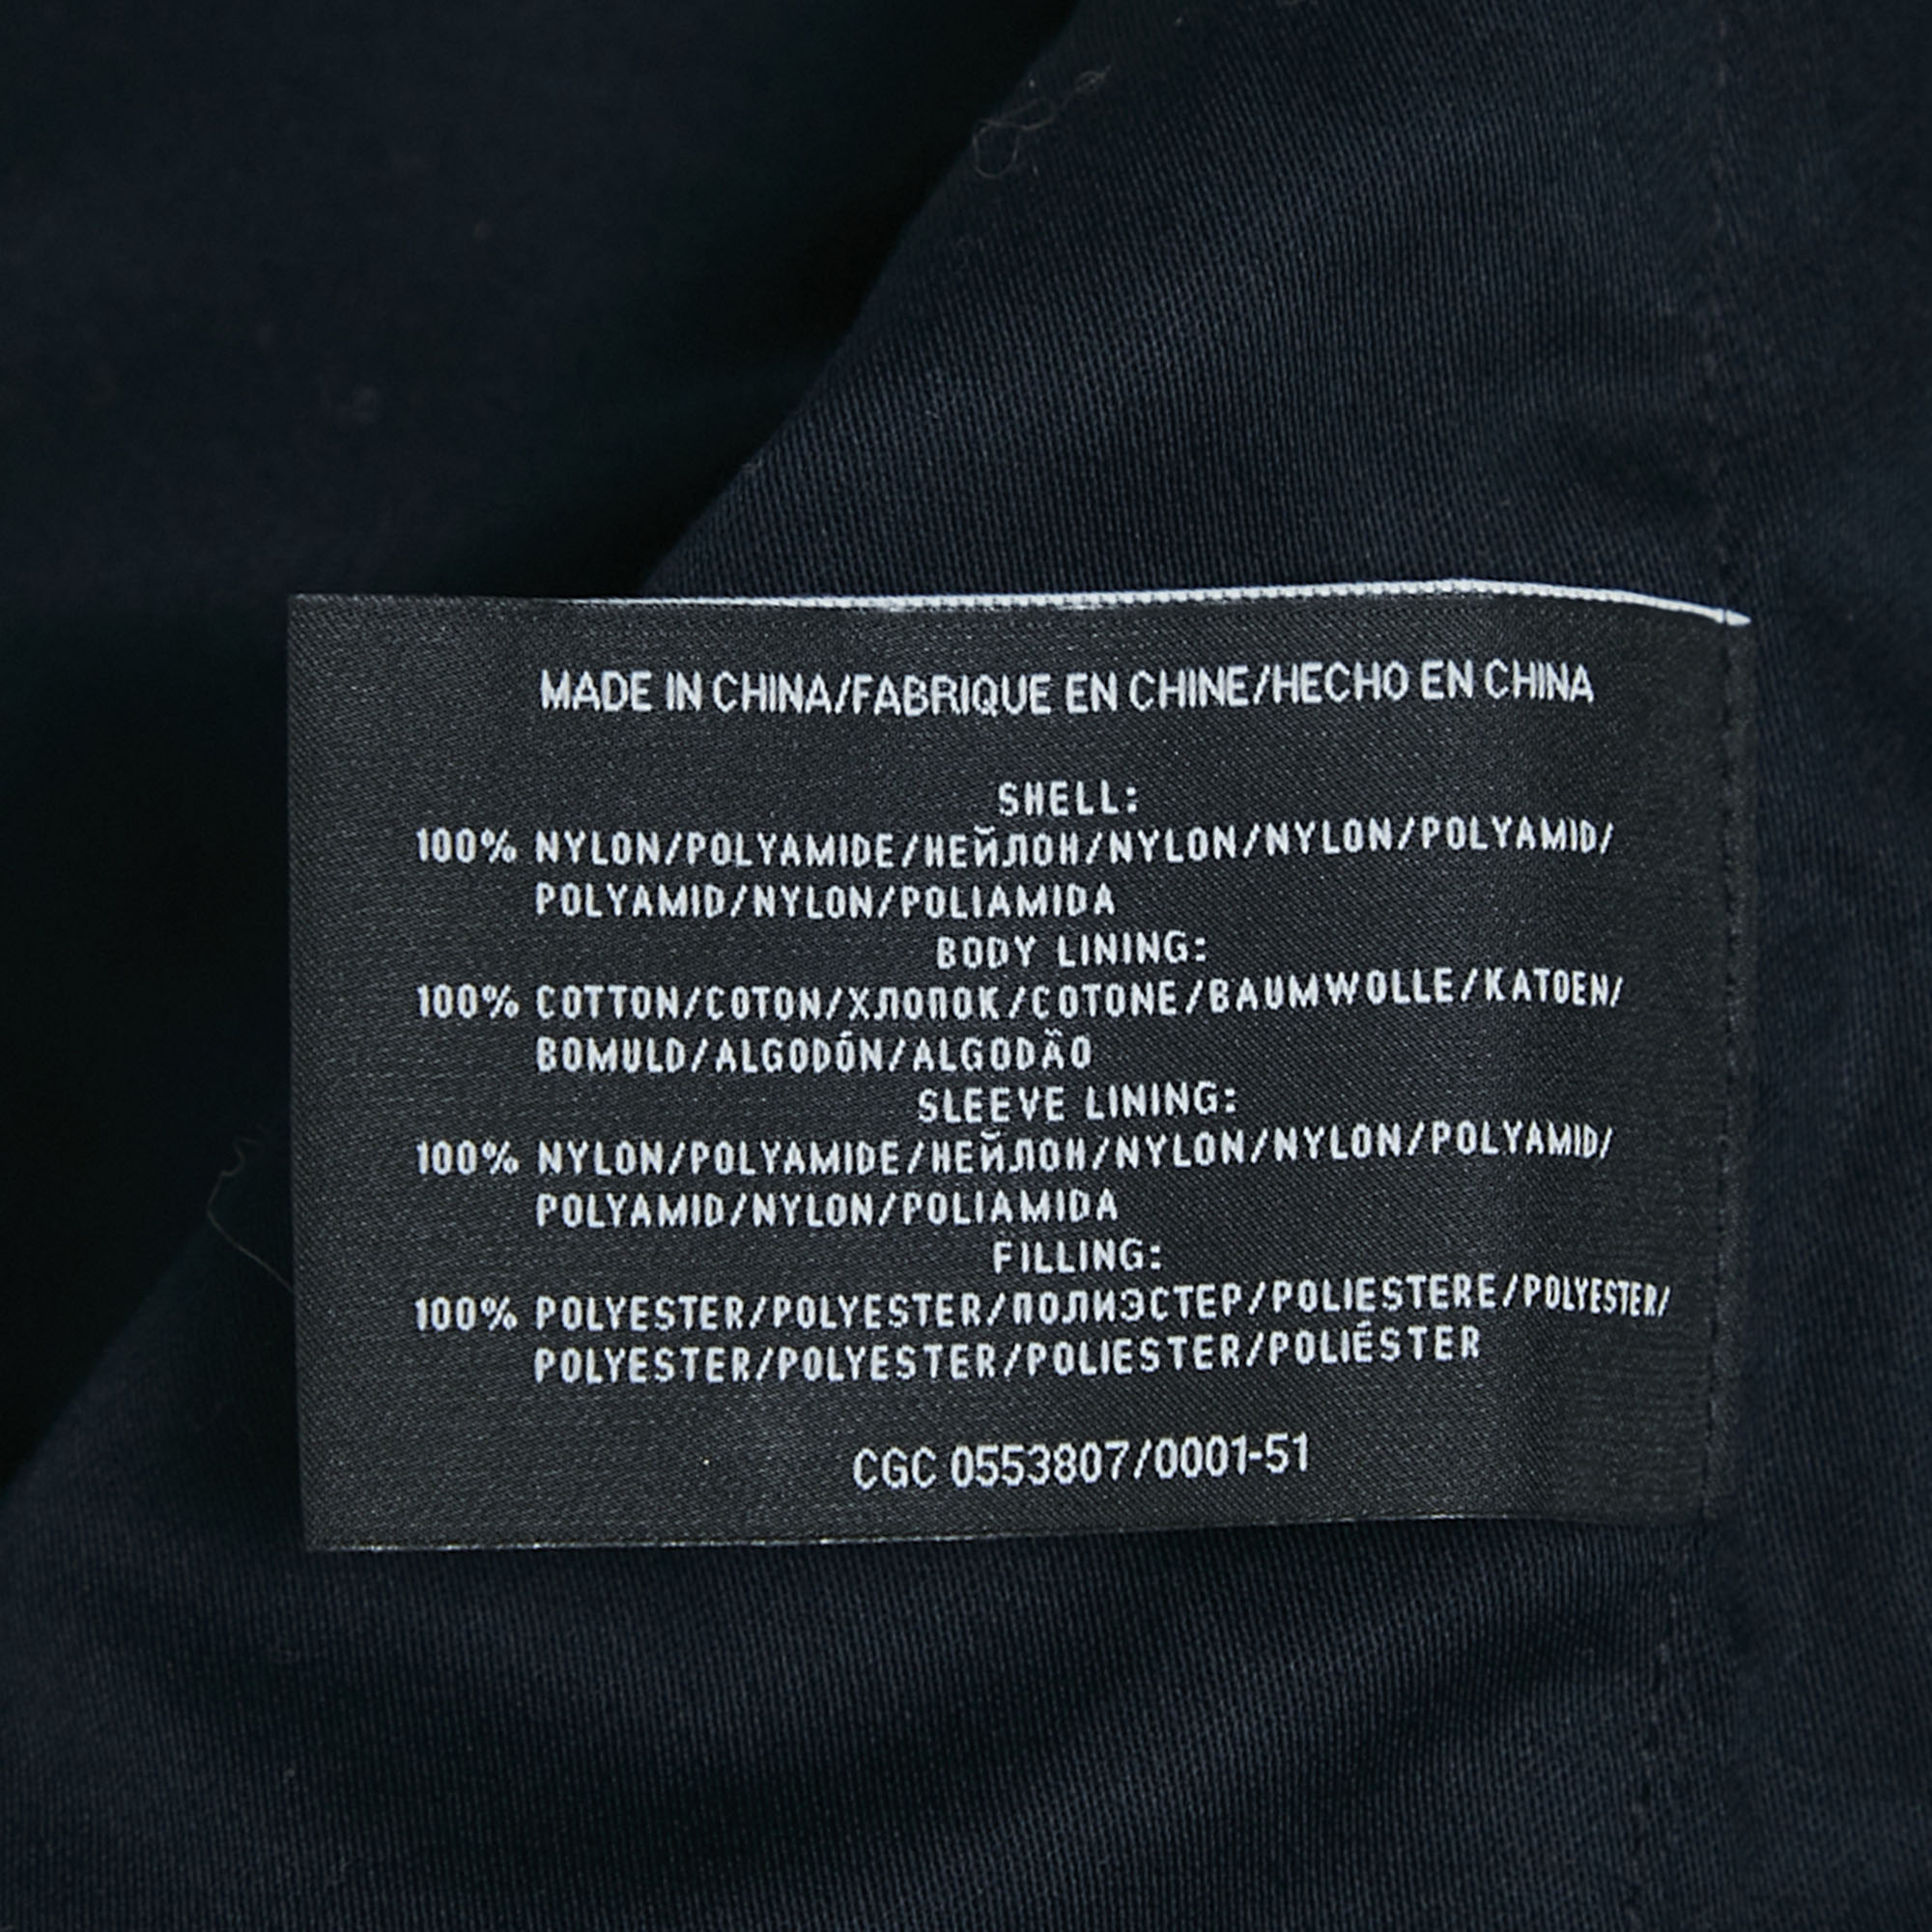 MADE IN CHINA/FABRIQUE EN CHINE/HECHO EN CHINA
SHELL:
100% NYLON/POLYAMIDE/НЕЙЛОН/NYLON/NYLON/POLYAMID/
POLYAMID/NYLON/POLIAMIDA
BODY LINING:
100% COTTON/COTON/ХЛОПОК/COTONE/BAUMWOLLE/KATOEN/
BOMULD/ALGODÓN/ALGODÃO
SLEEVE LINING:
100% NYLON/POLYAMIDE/НЕЙЛОН/NYLON/NYLON/POLYAMID/
POLYAMID/NYLON/POLIAMIDA
FILLING:
100% POLYESTER/POLYESTER/ПОЛИЭСТЕР/POLIESTERE/POLYESTER/
POLYESTER/POLYESTER/POLIESTER/POLIÉSTER
CGC 0553807/0001-51